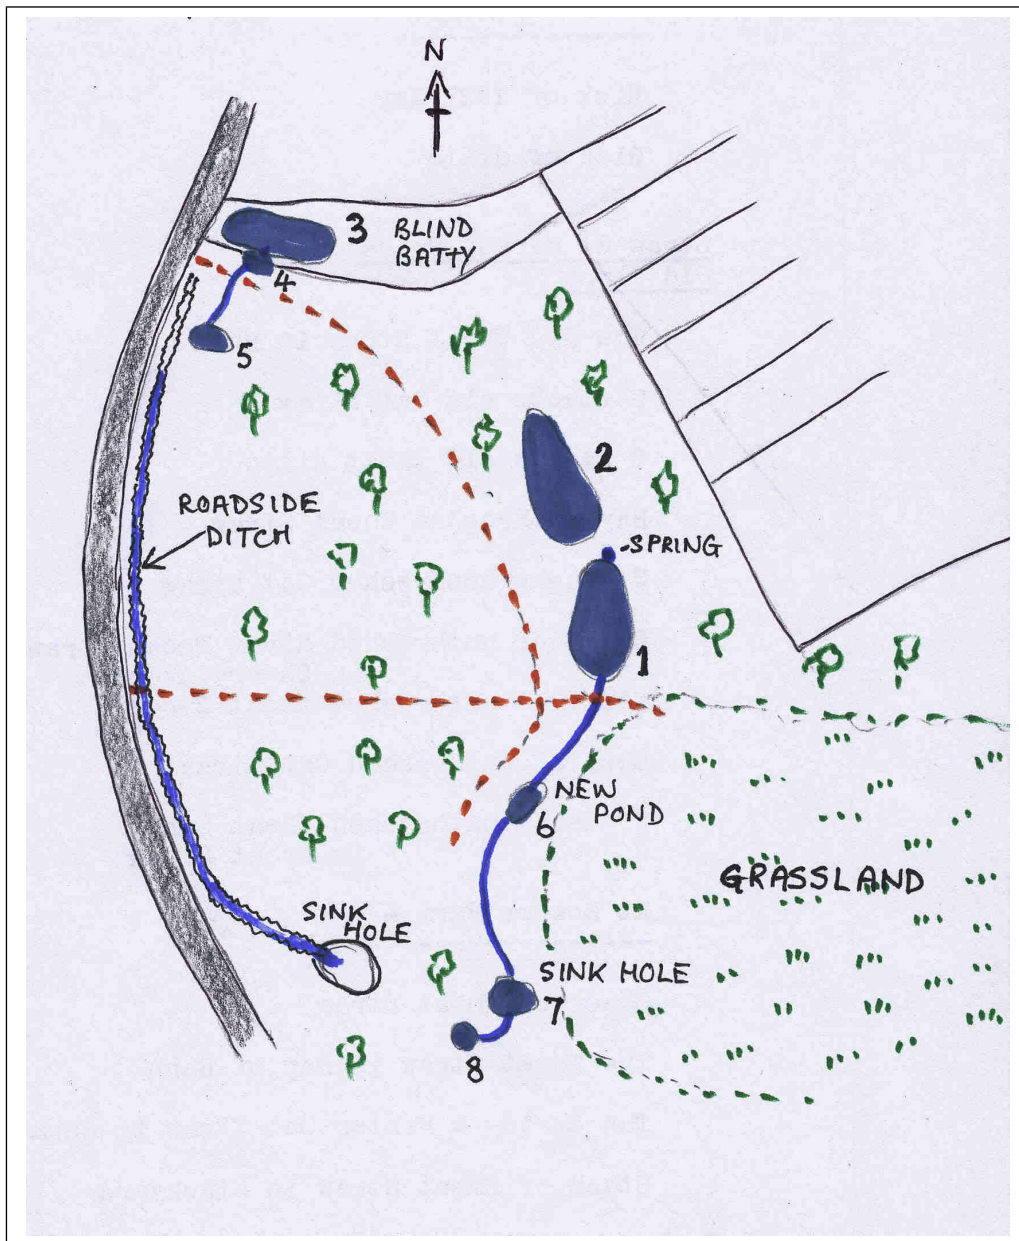 N
3 BLIND
BATTY
4
5
2
ROADSIDE
DITCH
SPRING
1
NEW
POND
6
GRASSLAND
SINK
HOLE
SINK HOLE
7
8